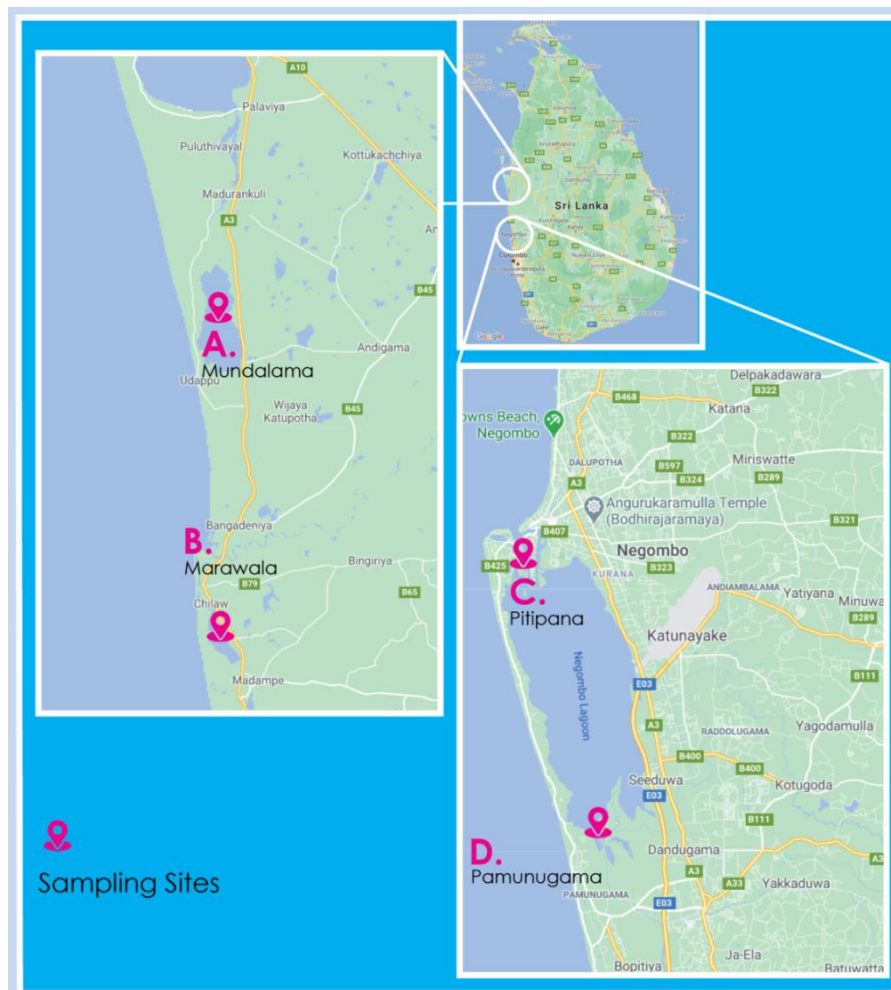 A10
Palaviya
Puluthivayal
Kottukachchiya
Madurankuli
A3
An
B45
A.
Mundalama
Andigama
Udappu
Wijaya
Katupotha
B45
Bangadeniya
B.
Marawala
Bingiriya
B79
B65
Chilaw
Madampe
Sampling Sites
Sri Lanka
Negombo
Colombo
Galle
Google
Delpakadawara
B468
B322
Katana
owns Beach,
Negombo
B322
Miriswatte
DALUPOTHA
B597
B289
A3
B324
Angurukaramulla Temple
(Bodhirajaramaya)
B321
B407
Negombo
B425
B323
KURANA
C.
Pitipana
ANDIAMBALAMA
Yatiyana
Minuwa
B289
Katunayake
E03
B111
Negombo Lagoon
A3
RADDOLUGAMA
Yagodamulla
B400
B400
Seeduwa
Kotugoda
E03
B111
D.
Pamunugama
Dandugama
A3
A3
A33
Yakkaduwa
PAMUNUGAMA
E03
Ja-Ela
Bopitiya
Batuwatta